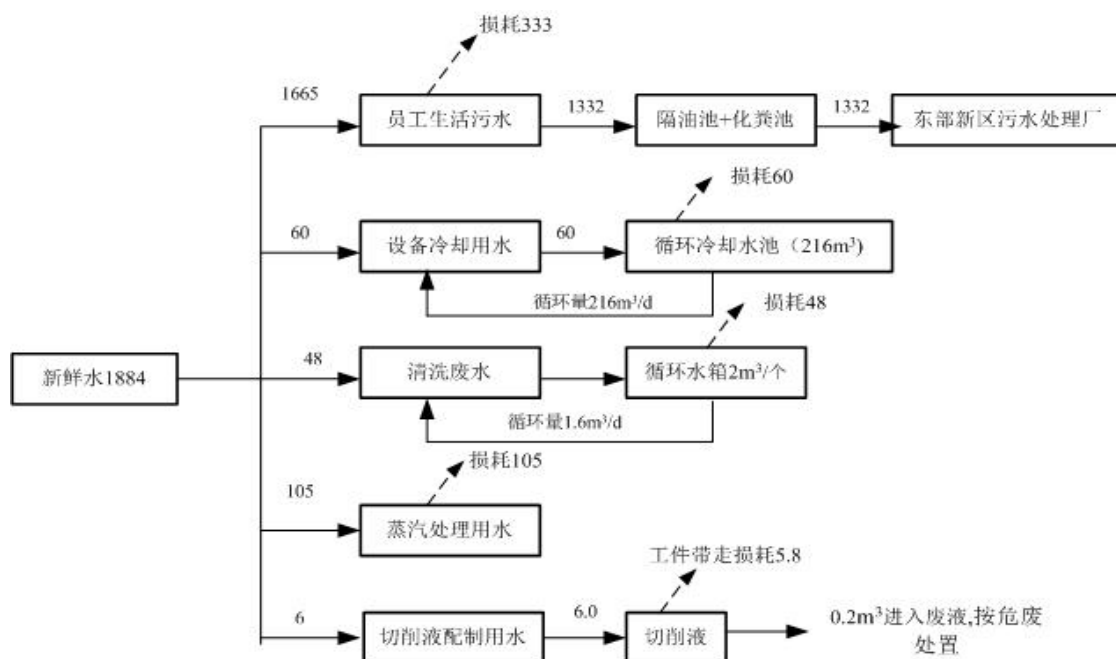 损耗333
1665
员工生活污水
1332
隔油池+化粪池
1332
东部新区污水处理厂
损耗60
60
设备冷却用水
60
循环冷却水池（216m³)
循环量216m³/d
损耗48
新鲜水1884
48
清洗废水
循环水箱2m³/个
循环量1.6m³/d
损耗105
105
蒸汽处理用水
工件带走损耗5.8
6
切削液配制用水
6.0
切削液
0.2m³进入废液,按危废
处置